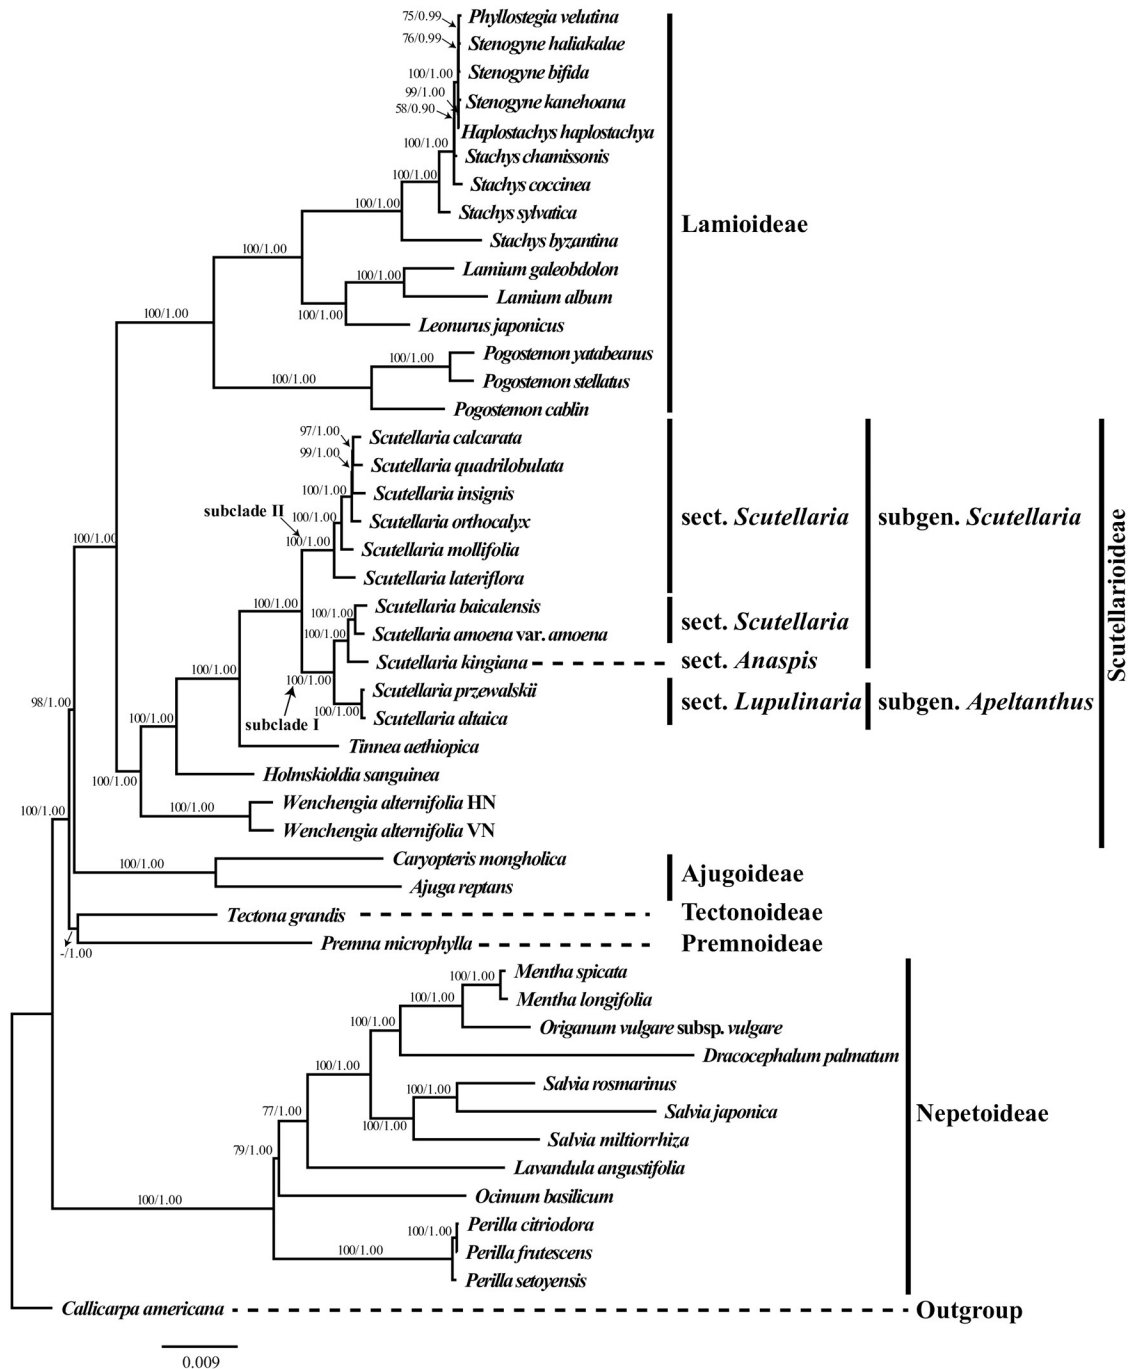 75/0.99
Phyllostegia velutina
76/0.99
Stenogyne haliakalae
100/1.00
Stenogyne bifida
99/1.00
Stenogyne kanehoana
58/0.90
Haplostachys haplostachya
100/1.00
Stachys chamissonis
100/1.00
Stachys coccinea
100/1.00
Stachys sylvatica
Lamioideae
Stachys byzantina
100/1.00
Lamium galeobdolon
100/1.00
Lamium album
100/1.00
100/1.00
Leonurus japonicus
Pogostemon yatabeanus
100/1.00
100/1.00
Pogostemon stellatus
Pogostemon cablin
97/1.00
Scutellaria calcarata
99/1.00
Scutellaria quadrilobulata
100/1.00
Scutellaria insignis
subclade II
100/1.00
Scutellaria orthocalyx
sect. Scutellaria
subgen. Scutellaria
100/1.00
100/1.00
Scutellaria mollifolia
Scutellaria lateriflora
100/1.00
Scutellaria baicalensis
100/1.00
sect. Scutellaria
100/1.00
Scutellaria amoena var. amoena
Scutellarioideae
100/1.00
Scutellaria kingiana
sect. Anaspis
100/1.00
Scutellaria przewalskii
98/1.00
100/1.00
sect. Lupulinaria
subgen. Apeltanthus
100/1.00
subclade I
Scutellaria altaica
Tinnea aethiopica
100/1.00
Holmskioldia sanguinea
100/1.00
100/1.00
Wenchengia alternifolia HN
Wenchengia alternifolia VN
100/1.00
Caryopteris mongholica
Ajugoideae
Ajuga reptans
Tectona grandis
Tectonoideae
-/1.00
Premna microphylla
Premnoideae
100/1.00
Mentha spicata
100/1.00
Mentha longifolia
100/1.00
Origanum vulgare subsp. vulgare
100/1.00
Dracocephalum palmatum
100/1.00
Salvia rosmarinus
77/1.00
Salvia japonica
100/1.00
Nepetoideae
Salvia miltiorrhiza
79/1.00
Lavandula angustifolia
100/1.00
Ocimum basilicum
100/1.00
Perilla citriodora
100/1.00
Perilla frutescens
Perilla setoyensis
Callicarpa americana
Outgroup
0.009